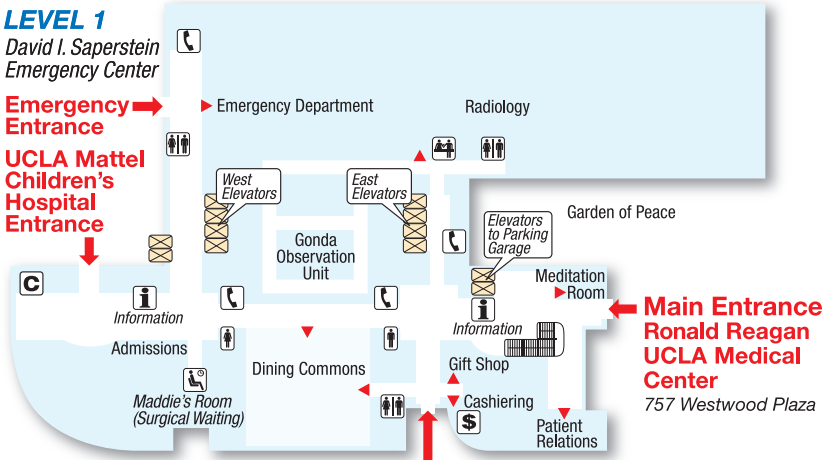 LEVEL 1
David I. Saperstein
Emergency Center
Emergency
Entrance
Emergency Department
Radiology
UCLA Mattel
Children's
Hospital
Entrance
West
Elevators
East
Elevators
Elevators
to Parking
Garage
Garden of Peace
Gonda
Observation
Unit
C
i
Information
Admissions
Meditation
Room
i
Information
Main Entrance
Ronald Reagan
UCLA Medical
Center
757 Westwood Plaza
Dining Commons
Gift Shop
Maddie's Room
(Surgical Waiting)
Cashiering
$
Patient
Relations